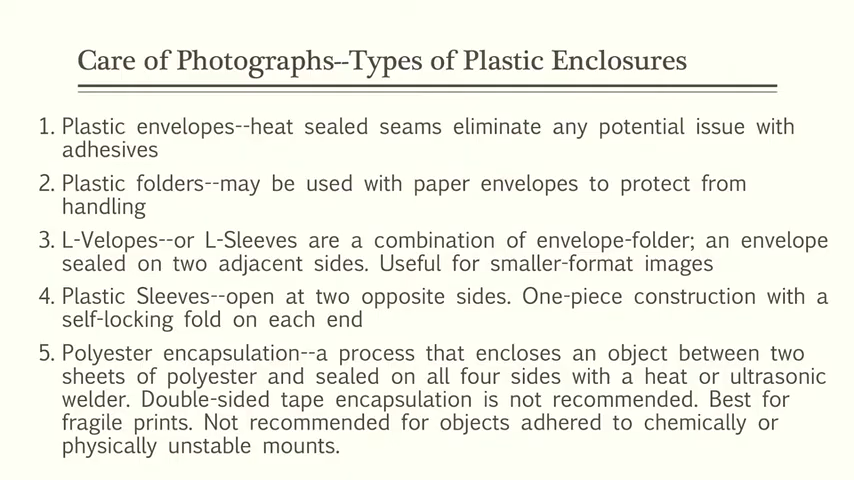 Care of Photographs--Types of Plastic Enclosures
1. Plastic envelopes--heat sealed seams eliminate any potential issue with
adhesives
2. Plastic folders--may be used with paper envelopes to protect from
handling
3. L-Velopes--or L-Sleeves are a combination of envelope-folder; an envelope
sealed on two adjacent sides. Useful for smaller-format images
4. Plastic Sleeves--open at two opposite sides. One-piece construction with a
self-locking fold on each end
5. Polyester encapsulation--a process that encloses an object between two
sheets of polyester and sealed on all four sides with a heat or ultrasonic
welder. Double-sided tape encapsulation is not recommended. Best for
fragile prints. Not recommended for objects adhered to chemically or
physically unstable mounts.